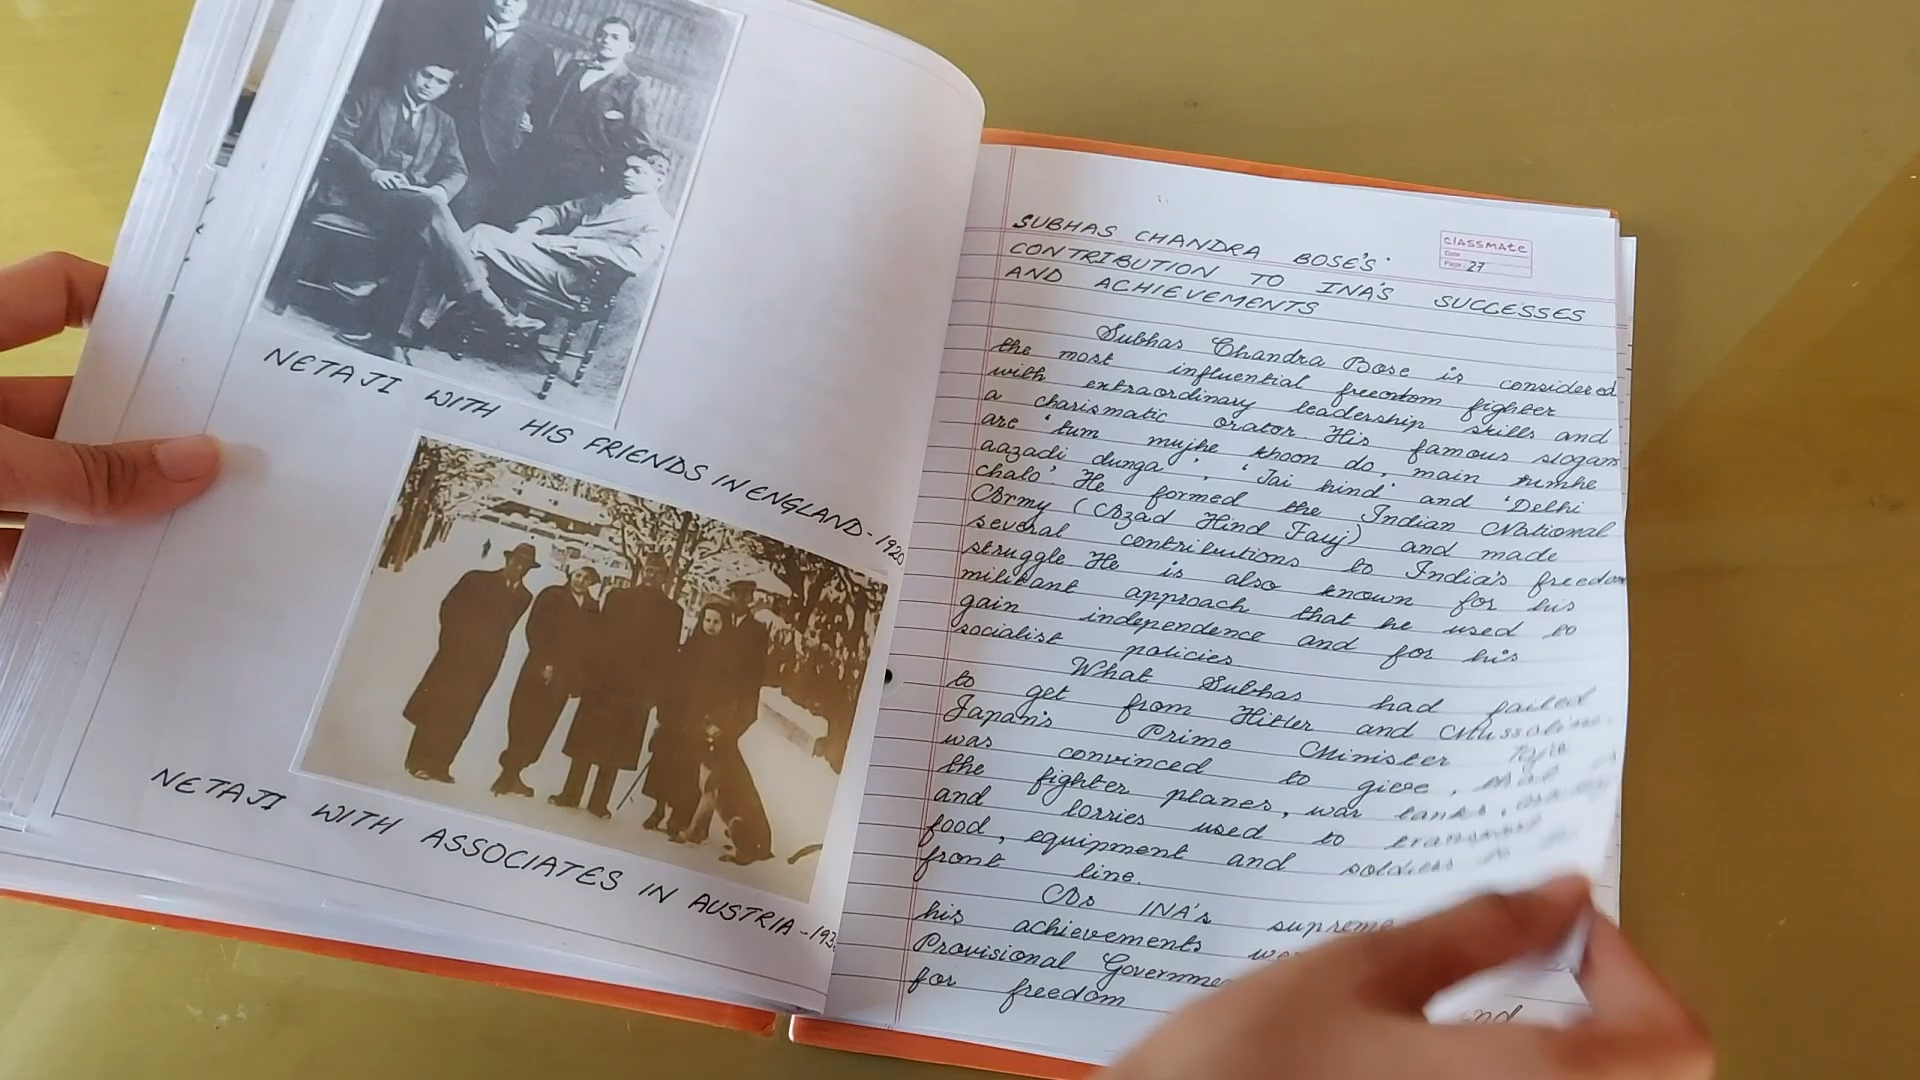 NETAJI WITH HIS FRIENDS IN ENGLAND-1920
NETAJI WITH ASSOCIATES IN AUSTRIA-193
classmate
Date
Page 27
SUBHAS CHANDRA BOSE'S
CONTRIBUTION TO INA'S SUCCESSES
AND ACHIEVEMENTS
Subhas Chandra Bose is considered
the most influential freedom fighter
with extraordinary leadership skills and
a charismatic orator. His famous slogans
are 'tum mujhe khoon do, main tumhe
aazadi dunga', 'Jai hind' and 'Delhi
chalo'. He formed the Indian National
Army (Azad Hind Fauj) and made
several contributions to India's freedom
struggle. He is also known for his
militant approach that he used to
gain independence and for his
socialist policies
What Subhas had failed
to get from Hitler and Mussolini,
Japan's Prime Minister Tojo
was convinced to give, that
the fighter planes, war tanks,
and lorries used to transport
food, equipment and soldiers to
front line.
As INA's supreme
his achievements
Provisional
for freedom